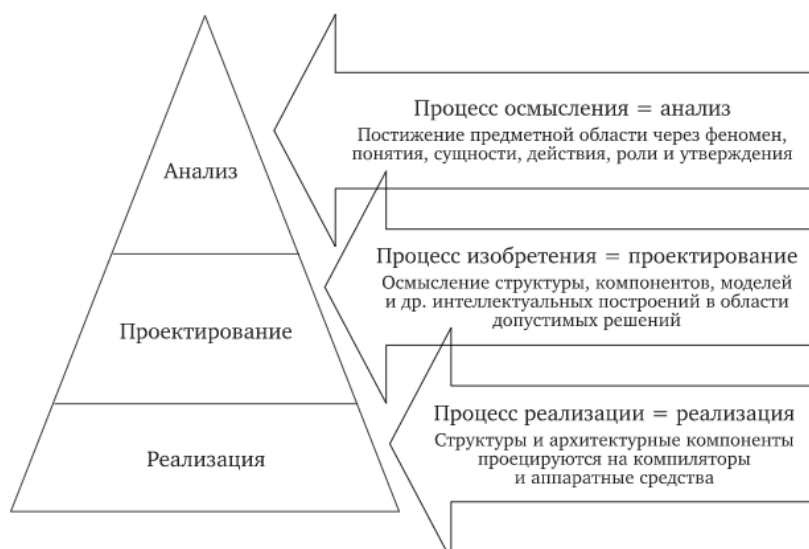 Процесс осмысления = анализ
Постижение предметной области через феномен,
понятия, сущности, действия, роли и утверждения
Анализ
Процесс изобретения = проектирование
Осмысление структуры, компонентов, моделей
и др. интеллектуальных построений в области
допустимых решений
Проектирование
Процесс реализации = реализация
Структуры и архитектурные компоненты
проецируются на компиляторы
и аппаратные средства
Реализация